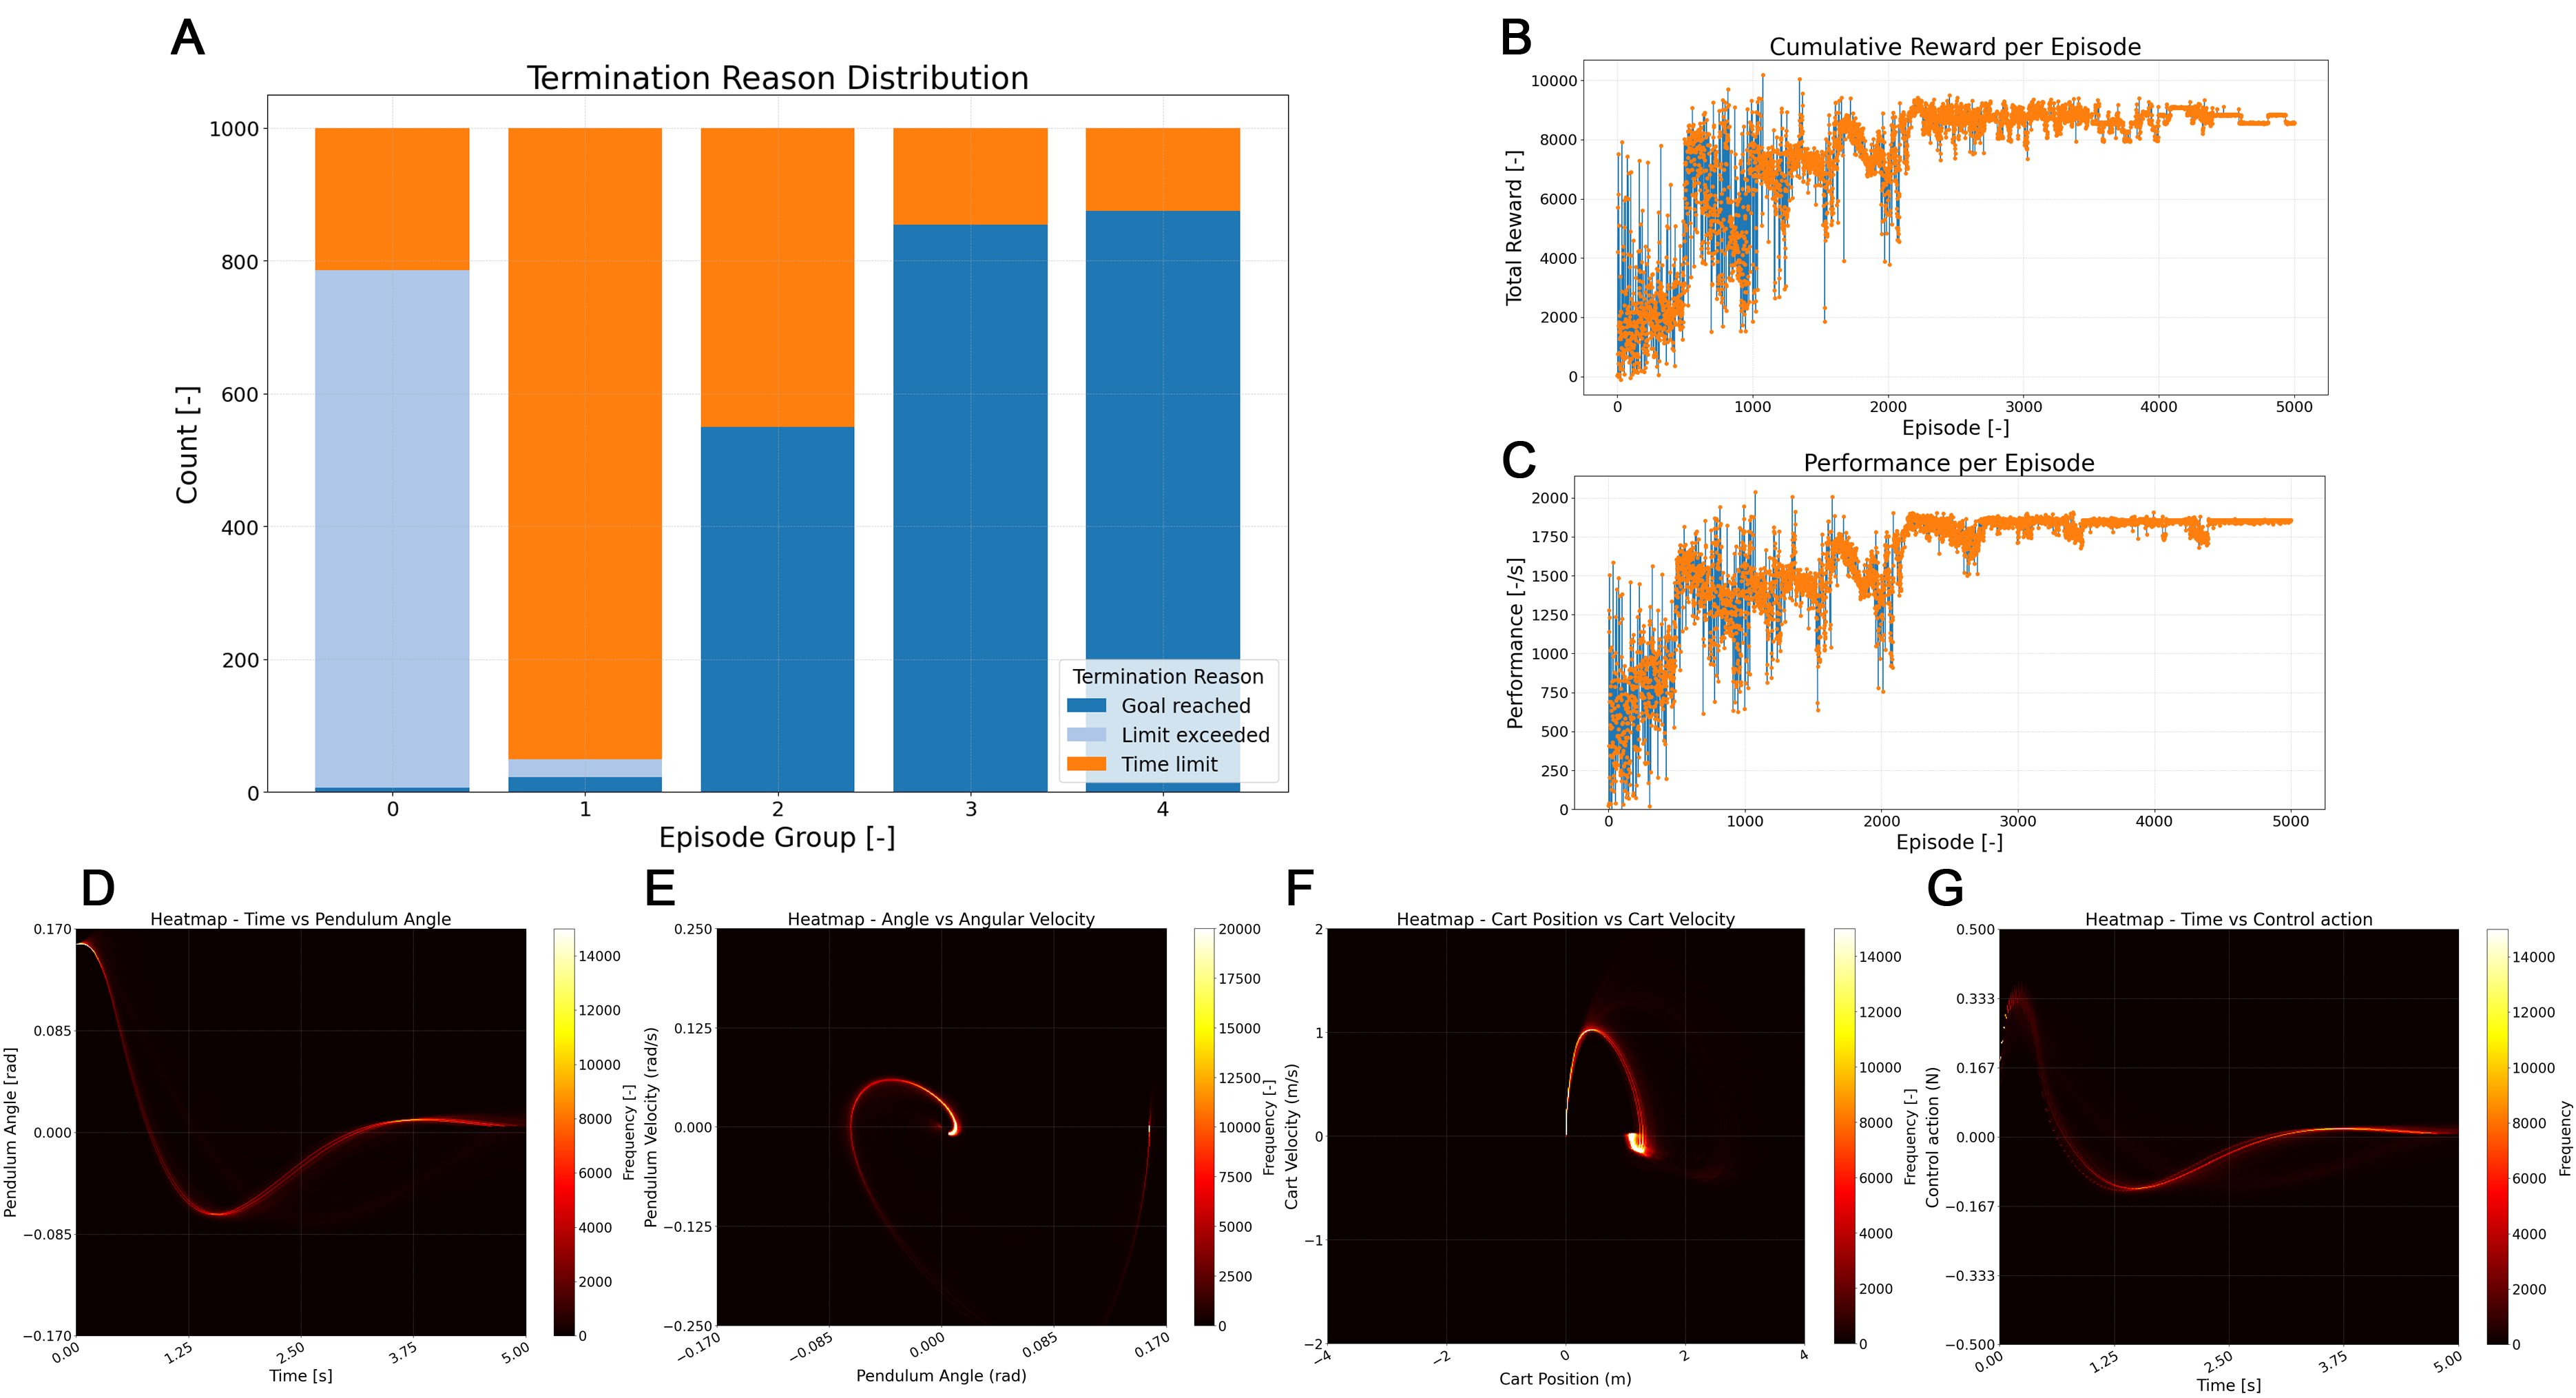 A
Termination Reason Distribution
1000
800
600
400
200
0
Count [-]
0 1 2 3 4
Episode Group [-]
Termination Reason
Goal reached
Limit exceeded
Time limit
B
Cumulative Reward per Episode
10000
8000
6000
4000
2000
0
Total Reward [-]
0 1000 2000 3000 4000 5000
Episode [-]
C
Performance per Episode
2000
1750
1500
1250
1000
750
500
250
0
Performance [-/s]
0 1000 2000 3000 4000 5000
Episode [-]
D
Heatmap - Time vs Pendulum Angle
0.170
0.085
0.000
−0.085
−0.170
Pendulum Angle [rad]
0.00 1.25 2.50 3.75 5.00
Time [s]
14000
12000
10000
8000
6000
4000
2000
0
Frequency [-]
E
Heatmap - Angle vs Angular Velocity
0.250
0.125
0.000
−0.125
−0.250
Pendulum Velocity (rad/s)
−0.170 −0.085 0.000 0.085 0.170
Pendulum Angle (rad)
20000
17500
15000
12500
10000
7500
5000
2500
0
Frequency [-]
F
Heatmap - Cart Position vs Cart Velocity
2
1
0
−1
−2
Cart Velocity (m/s)
−4 −2 0 2 4
Cart Position (m)
14000
12000
10000
8000
6000
4000
2000
0
Frequency [-]
G
Heatmap - Time vs Control action
0.500
0.333
0.167
0.000
−0.167
−0.333
−0.500
Control action (N)
0.00 1.25 2.50 3.75 5.00
Time [s]
14000
12000
10000
8000
6000
4000
2000
0
Frequency